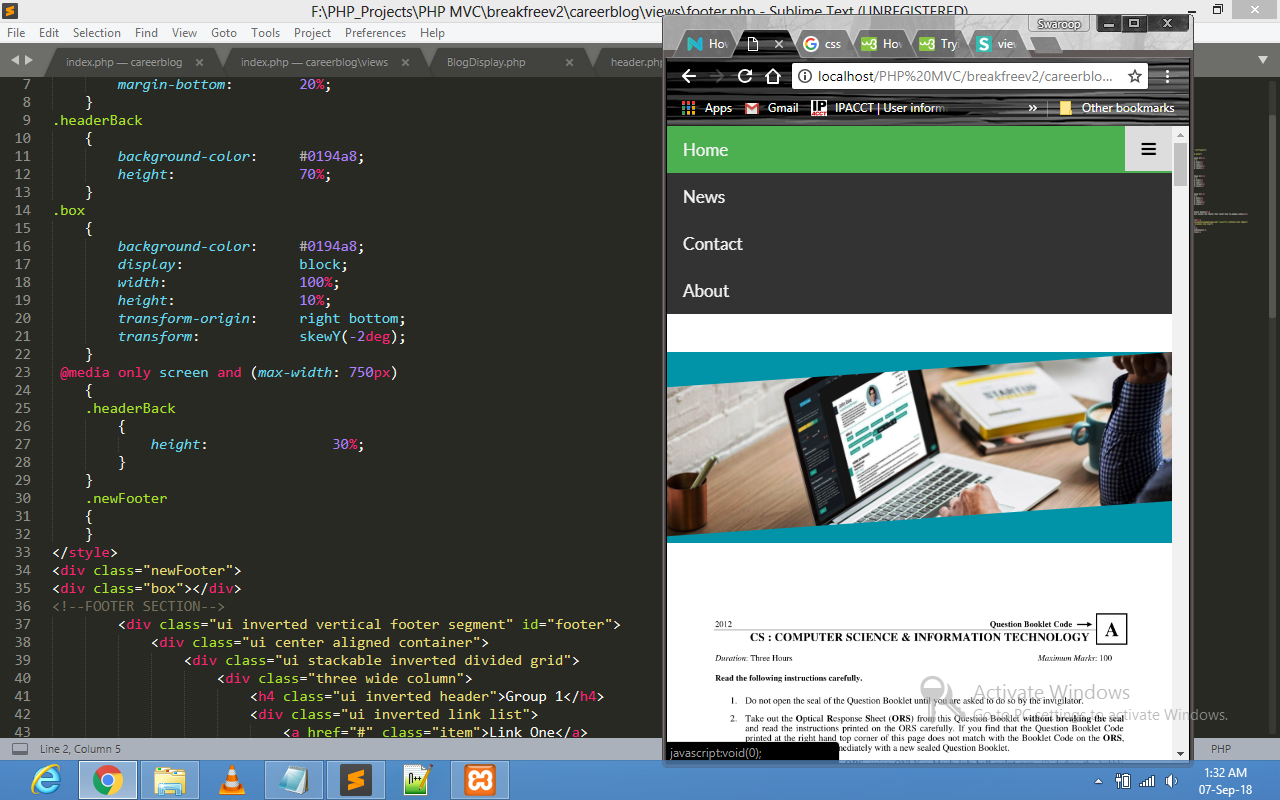 F:\PHP_Projects\PHP MVC\breakfreev2\careerblog\views\footer.php - Sublime Text (UNREGISTERED)
File Edit Selection Find View Goto Tools Project Preferences Help
index.php — careerblog × index.php — careerblog\views × BlogDisplay.php × header.php
7 margin-bottom: 20%;
8 }
9 .headerBack
10 {
11 background-color: #0194a8;
12 height: 70%;
13 }
14 .box
15 {
16 background-color: #0194a8;
17 display: block;
18 width: 100%;
19 height: 10%;
20 transform-origin: right bottom;
21 transform: skewY(-2deg);
22 }
23 @media only screen and (max-width: 750px)
24 {
25 .headerBack
26 {
27 height: 30%;
28 }
29 }
30 .newFooter
31 {
32 }
33 </style>
34 <div class="newFooter">
35 <div class="box"></div>
36 <!--FOOTER SECTION-->
37 <div class="ui inverted vertical footer segment" id="footer">
38 <div class="ui center aligned container">
39 <div class="ui stackable inverted divided grid">
40 <div class="three wide column">
41 <h4 class="ui inverted header">Group 1</h4>
42 <div class="ui inverted link list">
43 <a href="#" class="item">Link One</a>
Line 2, Column 5
PHP
Swaroop
Hov css Hov Try view
localhost/PHP%20MVC/breakfreev2/careerblo...
Apps Gmail IPACCT | User inform » Other bookmarks
Home
News
Contact
About
STARTUP
2012 Question Booklet Code A
CS : COMPUTER SCIENCE & INFORMATION TECHNOLOGY
Duration: Three Hours Maximum Marks: 100
Read the following instructions carefully.
1. Do not open the seal of the Question Booklet until you are asked to do so by the invigilator.
2. Take out the Optical Response Sheet (ORS) from this Question Booklet without breaking the seal
and read the instructions printed on the ORS carefully. If you find that the Question Booklet Code
printed at the right hand top corner of this page does not match with the Booklet Code on the ORS,
mediately with a new sealed Question Booklet.
javascript:void(0);
Activate Windows
Go to PC settings to activate Windows.
1:32 AM
07-Sep-18